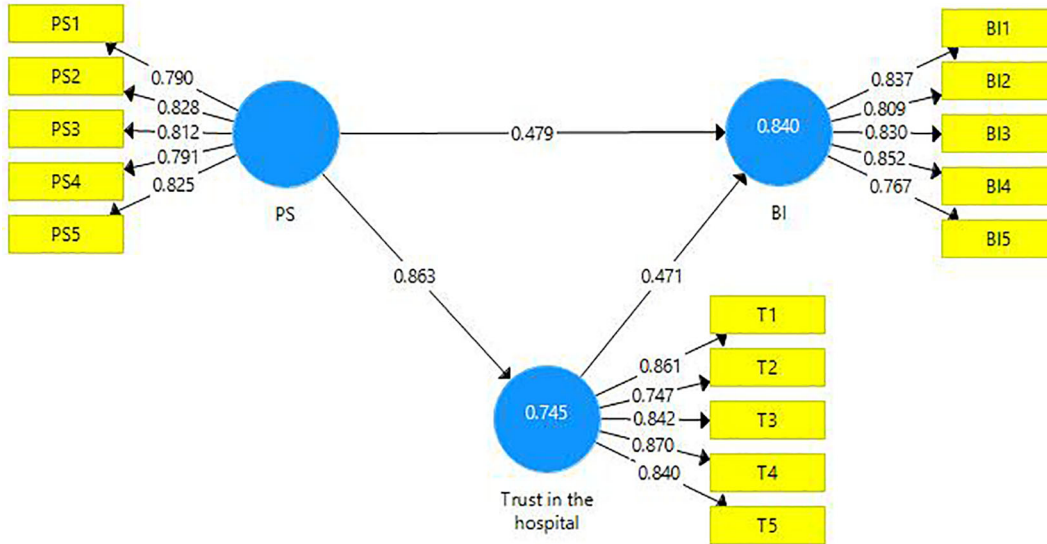 PS1
PS2
PS3
PS4
PS5
0.790
0.828
0.812
0.791
0.825
PS
0.479
0.863
0.471
0.840
BI
0.837
0.809
0.830
0.852
0.767
BI1
BI2
BI3
BI4
BI5
0.745
Trust in the
hospital
0.861
0.747
0.842
0.870
0.840
T1
T2
T3
T4
T5